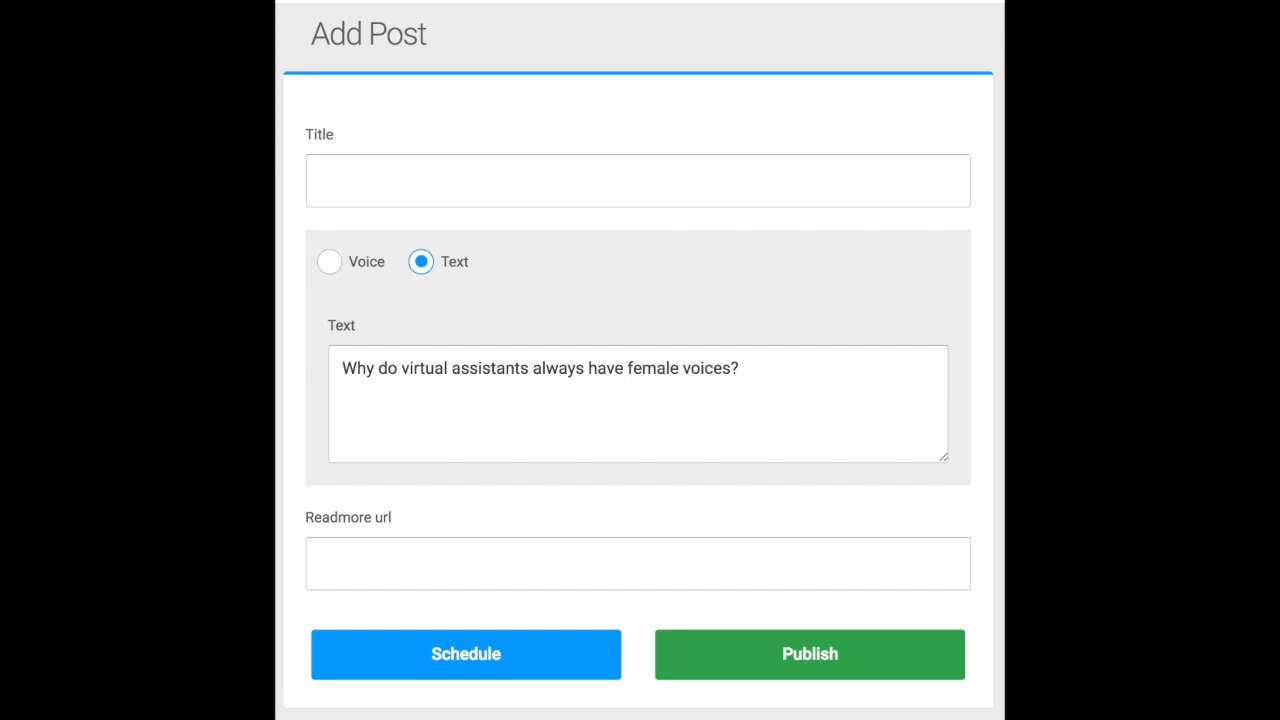 Add Post
Title
Voice Text
Text
Why do virtual assistants always have female voices?
Readmore url
Schedule Publish